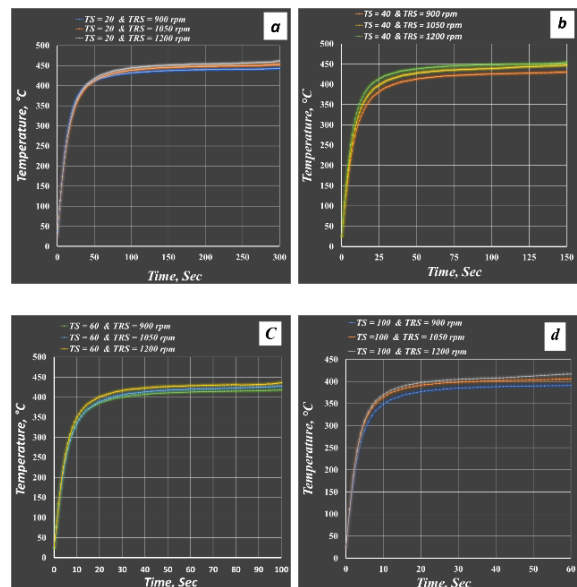 TS = 20 & TRS = 900 rpm
TS = 20 & TRS = 1050 rpm
TS = 20 & TRS = 1200 rpm
a
500
450
400
350
300
250
200
150
100
50
0
Temperature, °C
0 50 100 150 200 250 300
Time, Sec
TS = 40 & TRS = 900 rpm
TS = 40 & TRS = 1050 rpm
TS = 40 & TRS = 1200 rpm
b
500
450
400
350
300
250
200
150
100
50
0
Temperature, °C
0 25 50 75 100 125 150
Time, Sec
TS = 60 & TRS = 900 rpm
TS = 60 & TRS = 1050 rpm
TS = 60 & TRS = 1200 rpm
C
500
450
400
350
300
250
200
150
100
50
0
Temperature, °C
0 10 20 30 40 50 60 70 80 90 100
Time, Sec
TS = 100 & TRS = 900 rpm
TS =100 & TRS = 1050 rpm
TS = 100 & TRS = 1200 rpm
d
450
400
350
300
250
200
150
100
50
0
Temperature, °C
0 10 20 30 40 50 60
Time, Sec